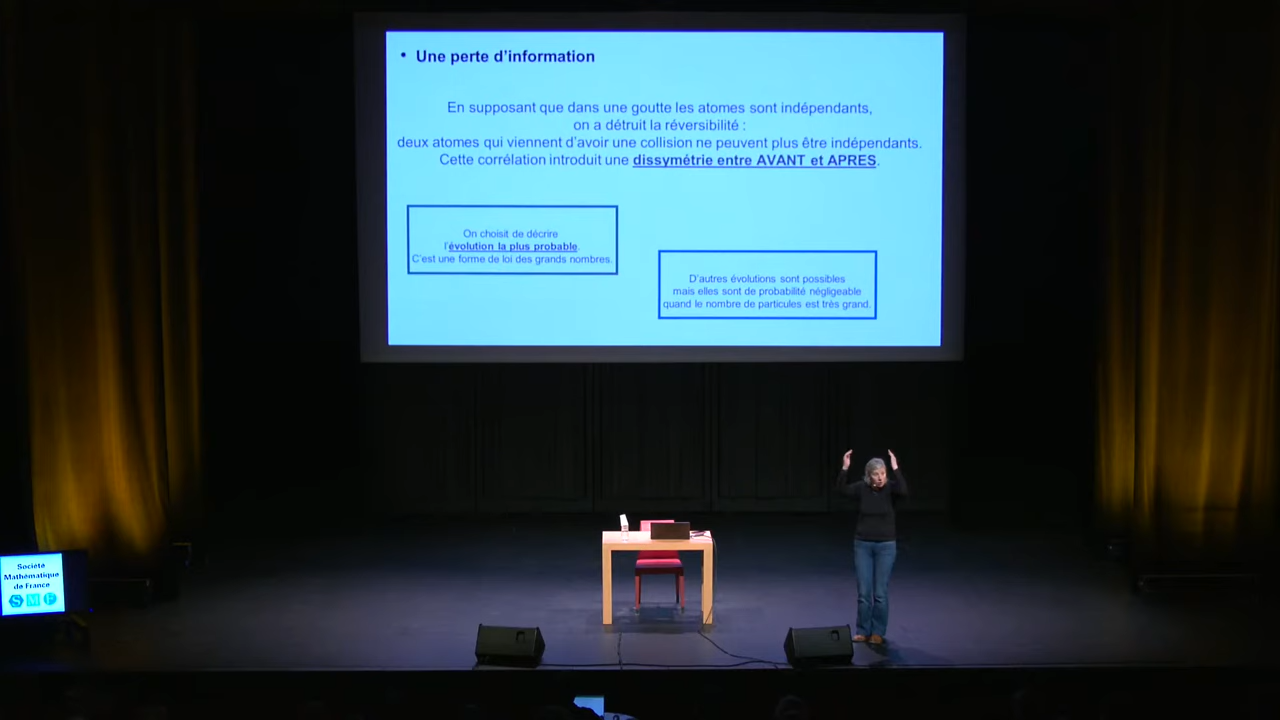 • Une perte d'information
En supposant que dans une goutte les atomes sont indépendants,
on a détruit la réversibilité :
deux atomes qui viennent d'avoir une collision ne peuvent plus être indépendants.
Cette corrélation introduit une dissymétrie entre AVANT et APRES.
On choisit de décrire
l'évolution la plus probable.
C'est une forme de loi des grands nombres.
D'autres évolutions sont possibles
mais elles sont de probabilité négligeable
quand le nombre de particules est très grand.
Société
Mathématique
de France
S M F